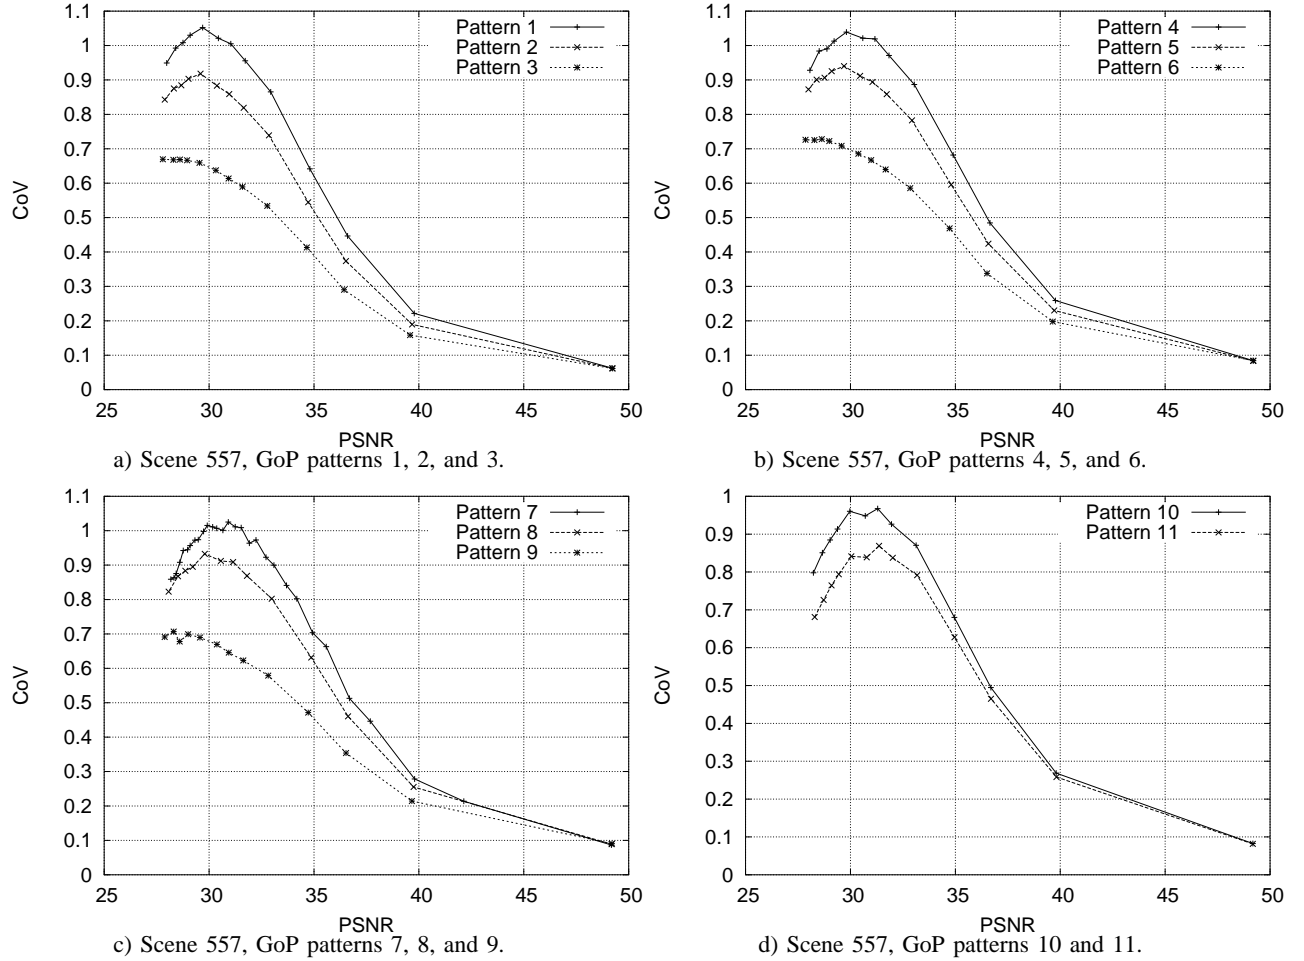 1.1
1
0.9
0.8
0.7
0.6
0.5
0.4
0.3
0.2
0.1
0
CoV
Pattern 1
Pattern 2
Pattern 3
25 30 35 40 45 50
PSNR
a) Scene 557, GoP patterns 1, 2, and 3.
1.1
1
0.9
0.8
0.7
0.6
0.5
0.4
0.3
0.2
0.1
0
CoV
Pattern 4
Pattern 5
Pattern 6
25 30 35 40 45 50
PSNR
b) Scene 557, GoP patterns 4, 5, and 6.
1.1
1
0.9
0.8
0.7
0.6
0.5
0.4
0.3
0.2
0.1
0
CoV
Pattern 7
Pattern 8
Pattern 9
25 30 35 40 45 50
PSNR
c) Scene 557, GoP patterns 7, 8, and 9.
1
0.9
0.8
0.7
0.6
0.5
0.4
0.3
0.2
0.1
0
CoV
Pattern 10
Pattern 11
25 30 35 40 45 50
PSNR
d) Scene 557, GoP patterns 10 and 11.